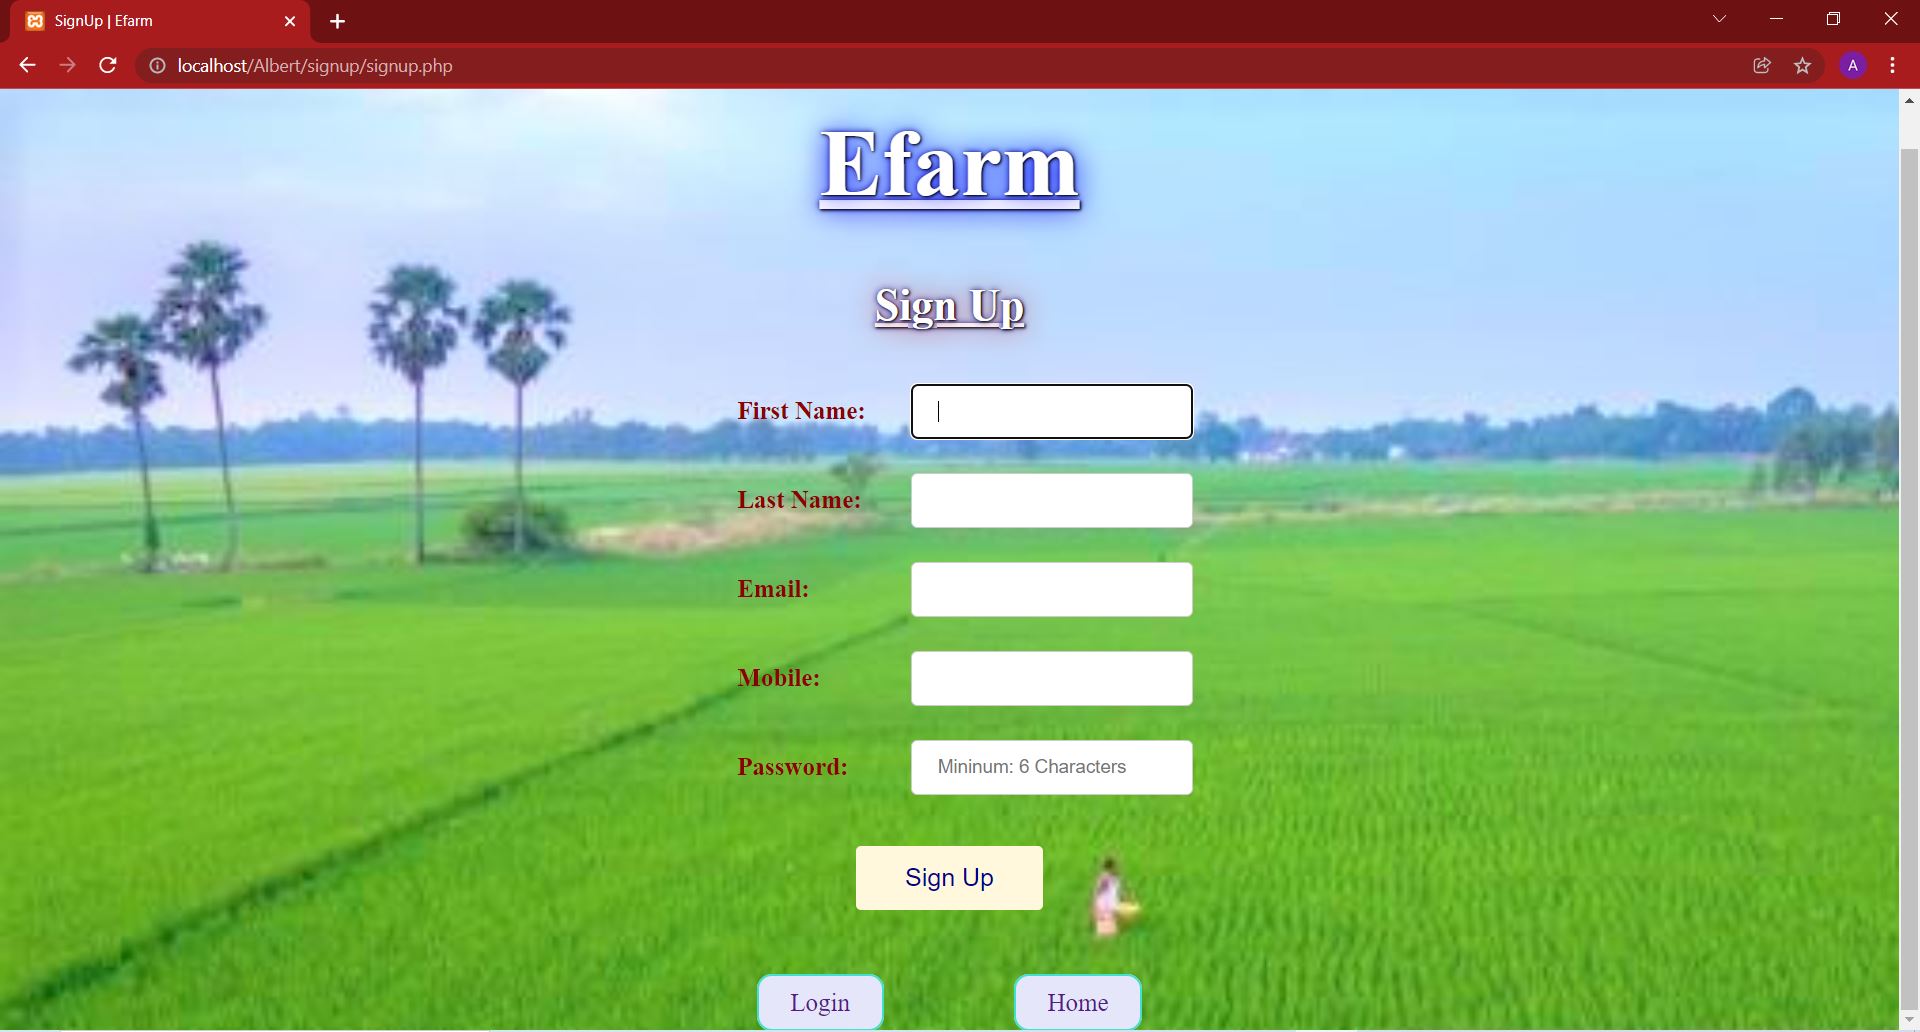 SignUp | Efarm
localhost/Albert/signup/signup.php
A
Efarm
Sign Up
First Name:
Last Name:
Email:
Mobile:
Password: Mininum: 6 Characters
Sign Up
Login Home